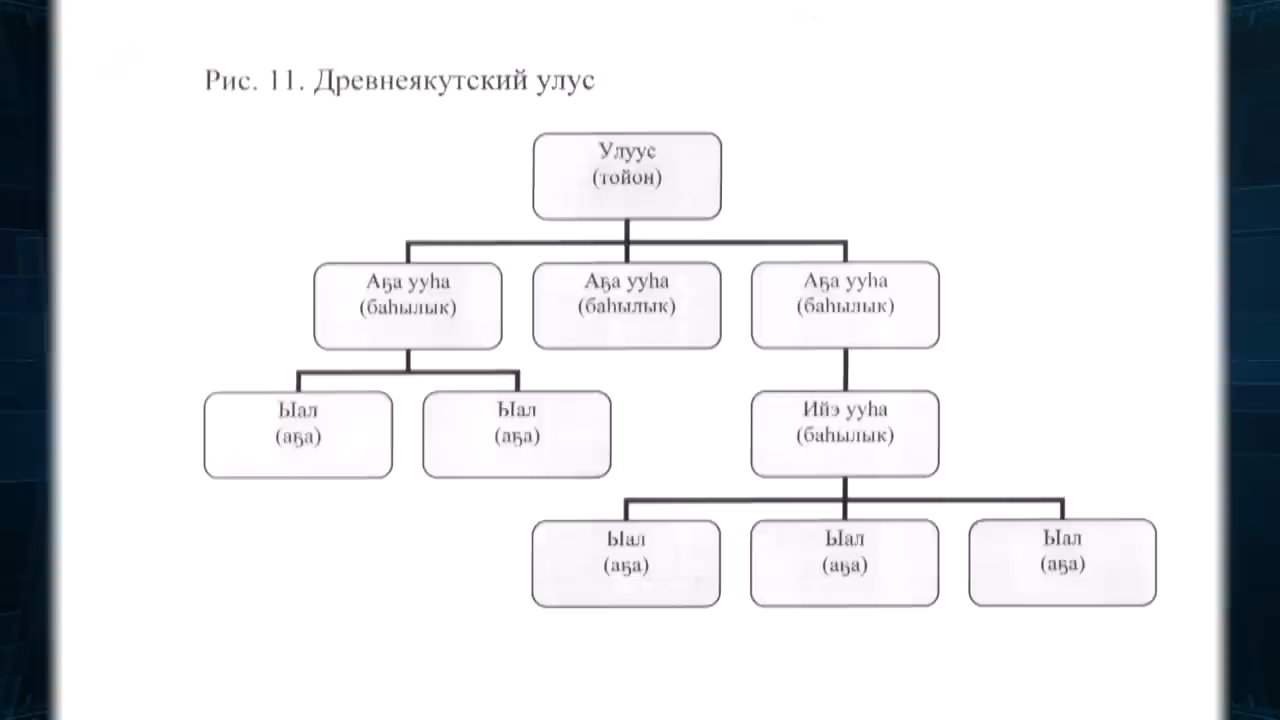 Рис. 11. Древнеякутский улус
Улуус
(тойон)
Аҕа ууһа
(баһылык)
Аҕа ууһа
(баһылык)
Аҕа ууһа
(баһылык)
Ыал
(аҕа)
Ыал
(аҕа)
Ийэ ууһа
(баһылык)
Ыал
(аҕа)
Ыал
(аҕа)
Ыал
(аҕа)